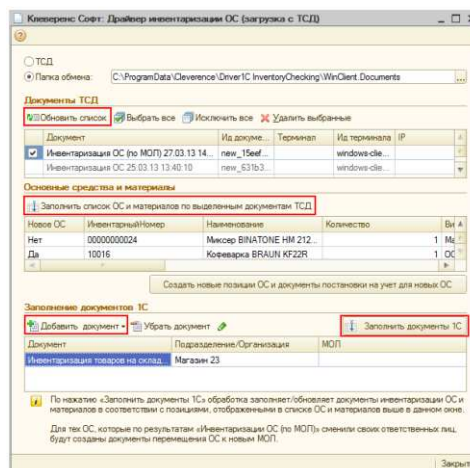 Клеверенс Софт: Драйвер инвентаризации ОС (загрузка с ТСД)
ТСД
Папка обмена: C:\ProgramData\Cleverence\Driver1C InventoryChecking\WinClient.Documents ...
Документы ТСД
Обновить список Выбрать все Исключить все Удалить выбранные
Документ Ид докуме... Терминал Ид терминала IP
Инвентаризация ОС (по МОП) 27.03.13 14... new_15eef... windows-clie...
Инвентаризация ОС 25.03.13 13:40:10 new_631b3... windows-clie...
Основные средства и материалы
Заполнить список ОС и материалов по выделенным документам ТСД
Новое ОС ИнвентарныйНомер Наименование Количество Ви
Нет 00000000024 Миксер BINATONE HM 212... 1 Ма
Да 10016 Кофеварка BRAUN KF22R 1 ОС
Создать новые позиции ОС и документы постановки на учет для новых ОС
Заполнение документов 1С
Добавить документ Убрать документ Заполнить документы 1С
Документ Подразделение/Организация МОЛ
Инвентаризация товаров на склад... Магазин 23
По нажатию «Заполнить документы 1С» обработка заполняет/обновляет документы инвентаризации ОС и
материалов в соответствии с позициями, отображенными в списке ОС и материалов выше в данном окне.
Для тех ОС, которые по результатам «Инвентаризации ОС (по МОЛ)» сменили своих ответственных лиц,
будут созданы документы перемещения ОС к новым МОЛ.
Закрыт